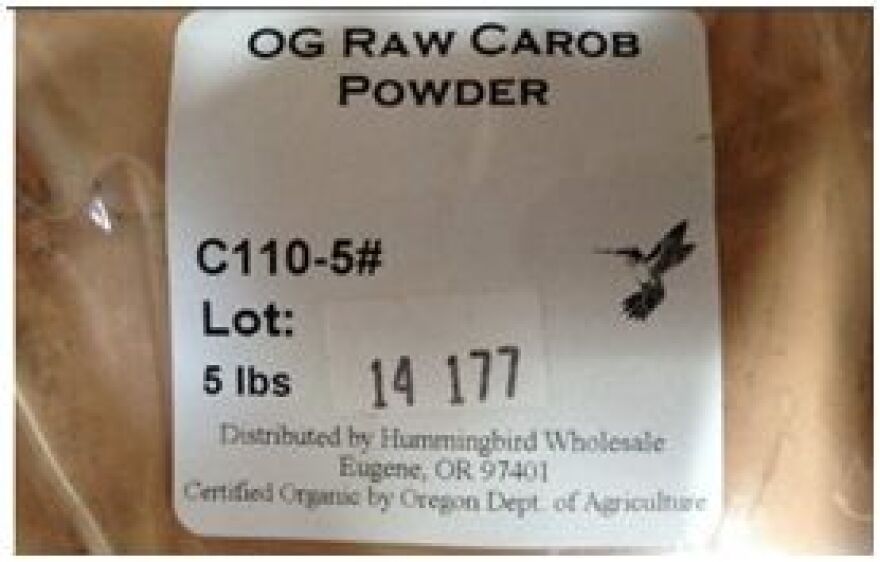 OG RAW CAROB
POWDER
C110-5#
Lot:
14 177
5 lbs
Distributed by Hummingbird Wholesale
Eugene, OR 97401
Certified Organic by Oregon Dept. of Agriculture